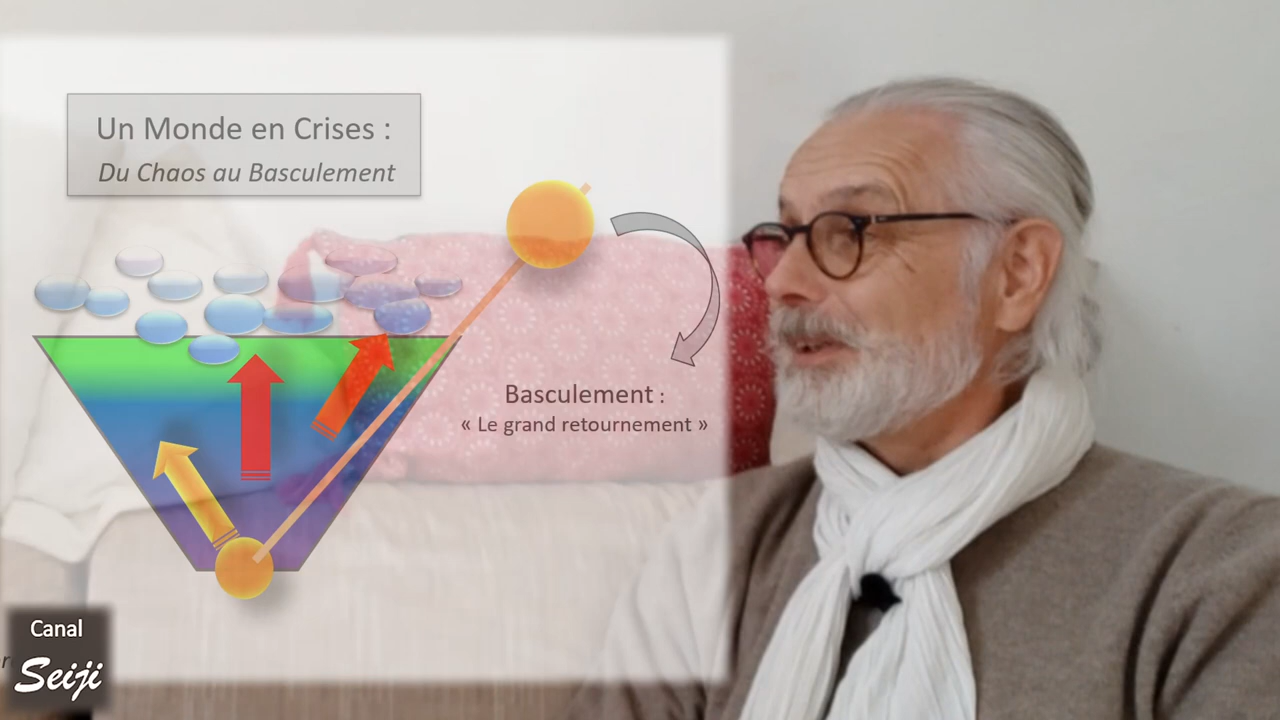 Un Monde en Crises :
Du Chaos au Basculement
Basculement :
« Le grand retournement »
Canal
Seiji